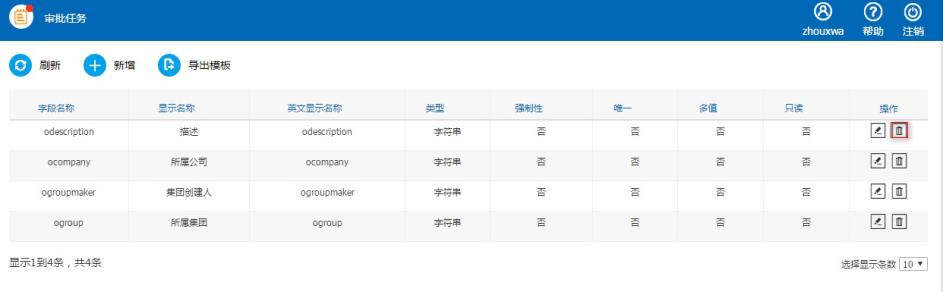 审批任务
zhouxwa 帮助 注销
刷新 新增 导出模板
字段名称 显示名称 英文显示名称 类型 强制性 唯一 多值 只读 操作
odescription 描述 odescription 字符串 否 否 否 否
ocompany 所属公司 ocompany 字符串 否 否 否 否
ogroupmaker 集团创建人 ogroupmaker 字符串 否 否 否 否
ogroup 所属集团 ogroup 字符串 否 否 否 否
显示1到4条，共4条 选择显示条数 10